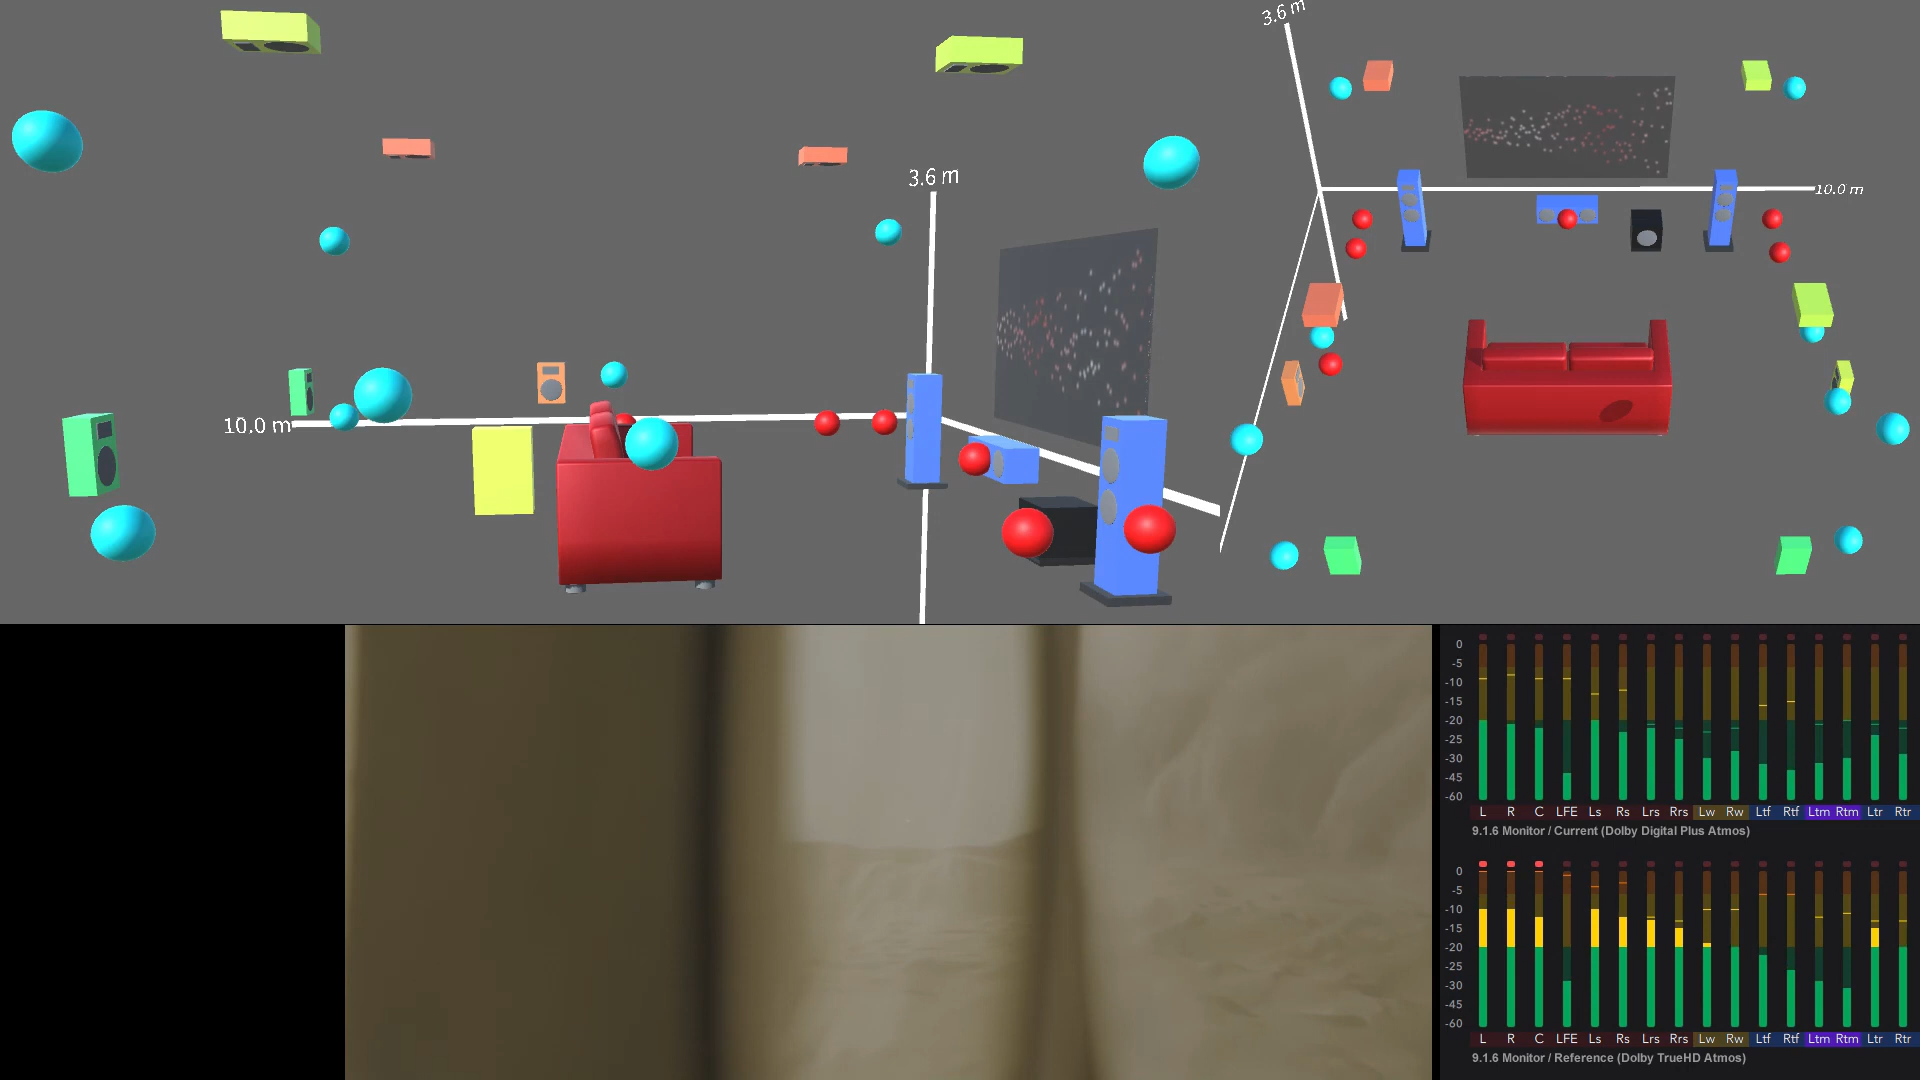 3.6 m
10.0 m
3.6 m
10.0 m
0
-5
-10
-15
-20
-25
-30
-45
-60
L R C LFE Ls Rs Lrs Rrs Lw Rw Ltf Rtf Ltm Rtm Ltr Rtr
9.1.6 Monitor / Current (Dolby Digital Plus Atmos)
0
-5
-10
-15
-20
-25
-30
-45
-60
L R C LFE Ls Rs Lrs Rrs Lw Rw Ltf Rtf Ltm Rtm Ltr Rtr
9.1.6 Monitor / Reference (Dolby TrueHD Atmos)